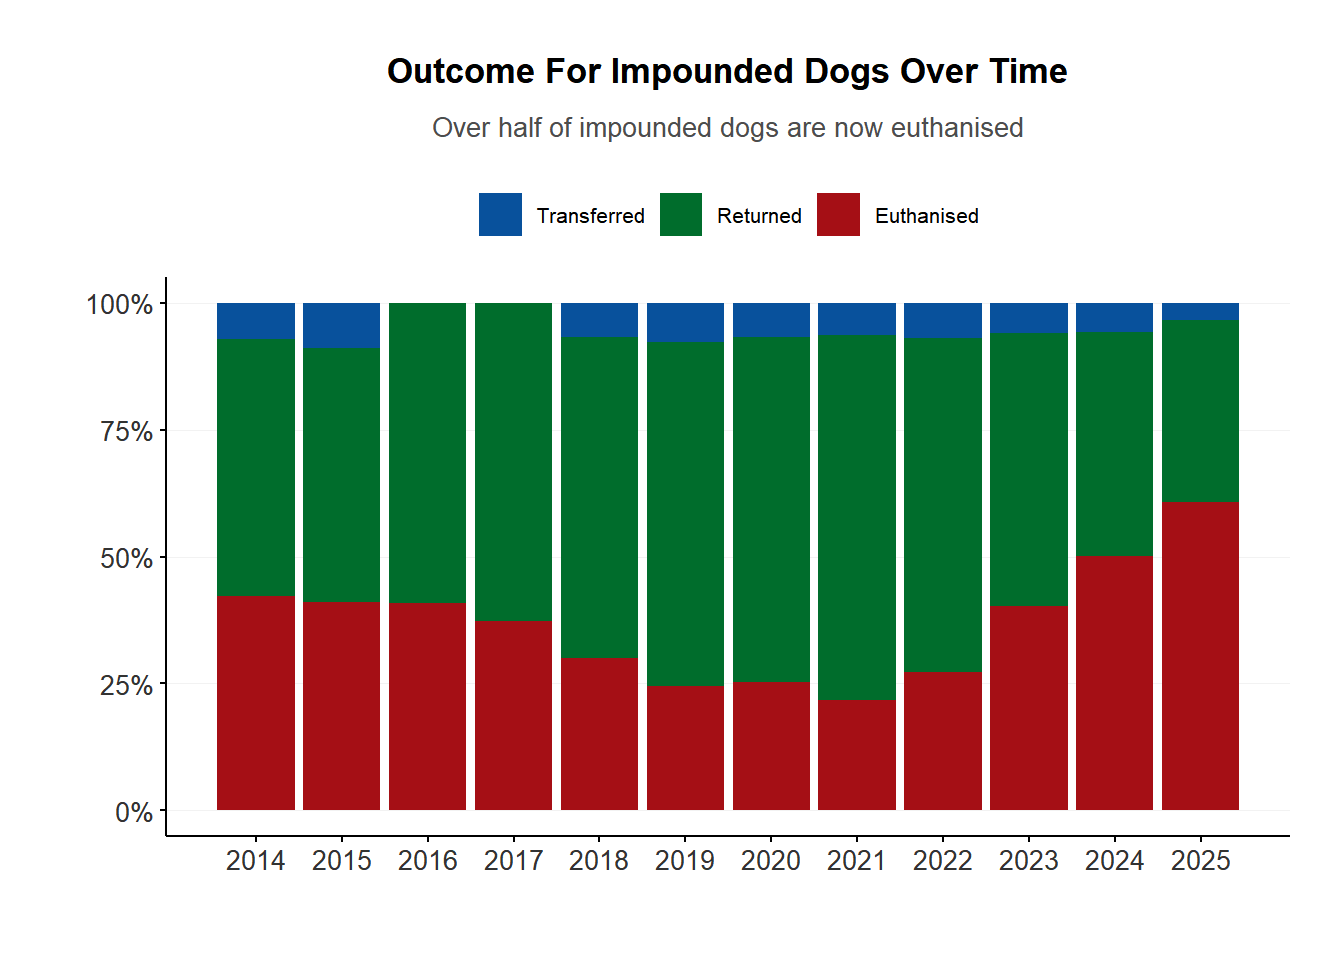 Outcome For Impounded Dogs Over Time
Over half of impounded dogs are now euthanised
Transferred Returned Euthanised
100%
75%
50%
25%
0%
2014 2015 2016 2017 2018 2019 2020 2021 2022 2023 2024 2025